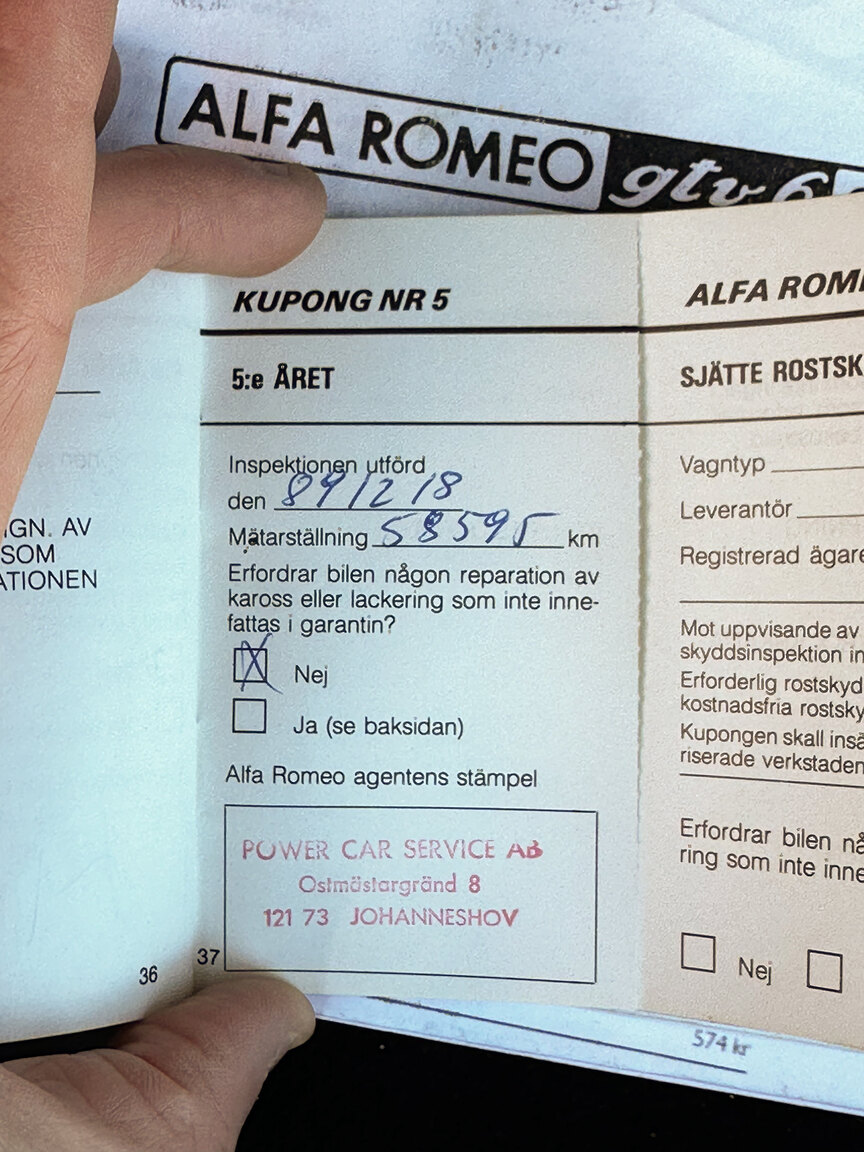 ALFA ROMEO gtv 6
KUPONG NR 5
5:e ÅRET
Inspektionen utförd
den 891218
Mätarställning 58595 km
Erfordrar bilen någon reparation av
kaross eller lackering som inte inne-
fattas i garantin?
X Nej
Ja (se baksidan)
Alfa Romeo agentens stämpel
POWER CAR SERVICE AB
Ostmästargränd 8
121 73 JOHANNESHOV
37
IGN. AV
SOM
ATIONEN
36
ALFA ROM
SJÄTTE ROSTSK
Vagntyp
Leverantör
Registrerad ägare
Mot uppvisande av
skyddsinspektion in
Erforderlig rostskyd
kostnadsfria rostsky
Kupongen skall insä
riserade verkstaden
Erfordrar bilen nå
ring som inte inne
Nej
574 kr